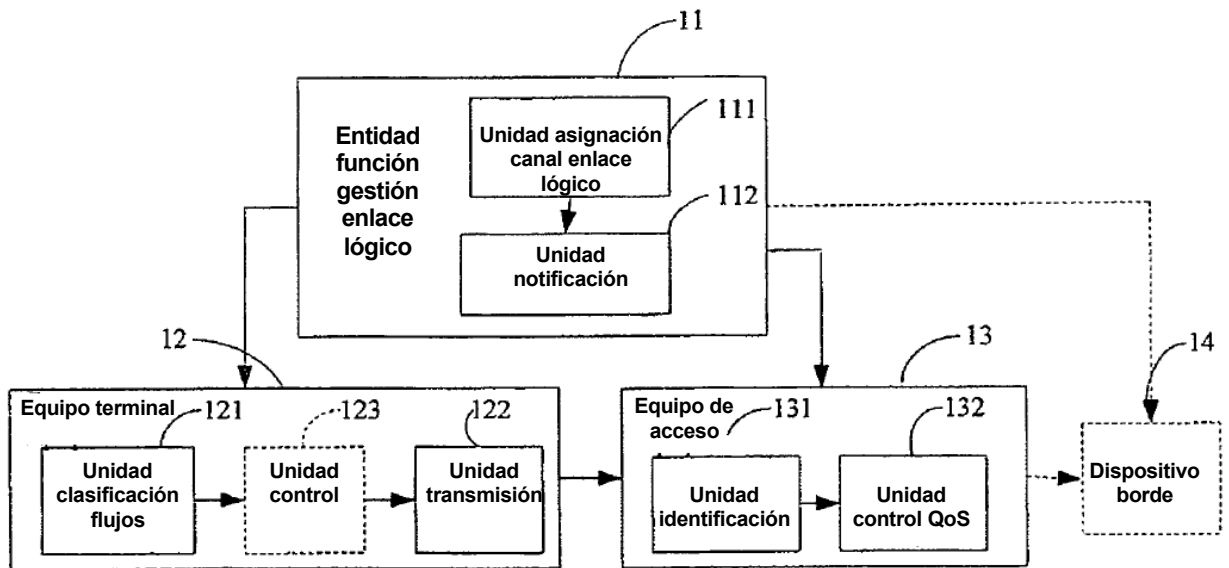 11
Entidad
función
gestión
enlace
lógico
Unidad asignación
canal enlace
lógico
111
112
Unidad
notificación
12
13
14
Equipo terminal
121
123
122
Unidad
clasificación
flujos
Unidad
control
Unidad
transmisión
Equipo de
acceso
131
132
Unidad
identificación
Unidad
control QoS
Dispositivo
borde